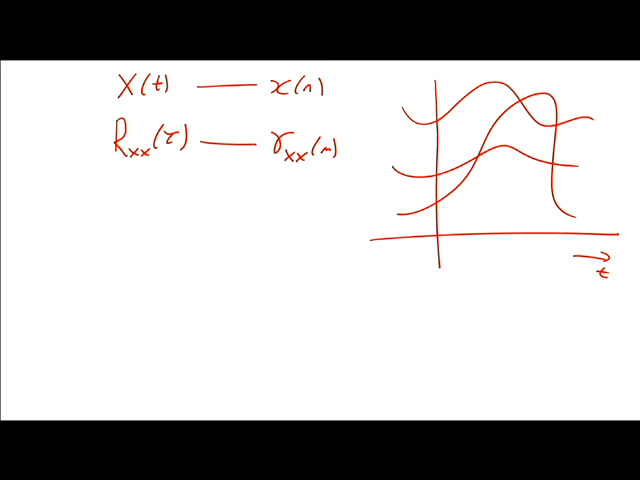 X(t) — x(n)
Rxx(τ) — γxx(m)
t